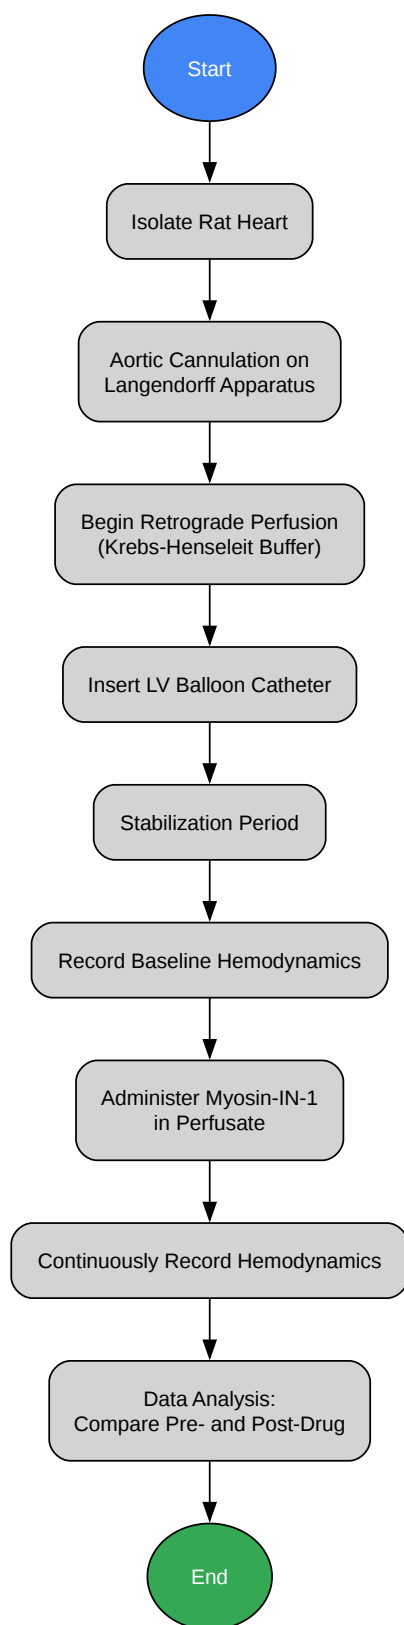 Start
Isolate Rat Heart
Aortic Cannulation on
Langendorff Apparatus
Begin Retrograde Perfusion
(Krebs-Henseleit Buffer)
Insert LV Balloon Catheter
Stabilization Period
Record Baseline Hemodynamics
Administer Myosin-IN-1
in Perfusate
Continuously Record Hemodynamics
Data Analysis:
Compare Pre- and Post-Drug
End